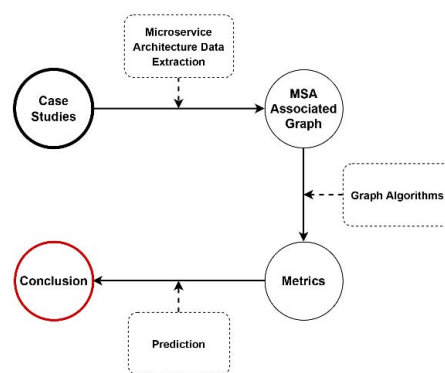 Microservice
Architecture Data
Extraction
Case
Studies
MSA
Associated
Graph
Graph Algorithms
Conclusion
Metrics
Prediction